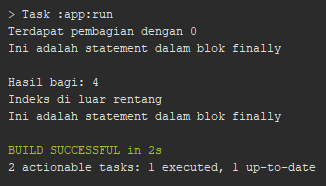 > Task :app:run
Terdapat pembagian dengan 0
Ini adalah statement dalam blok finally
Hasil bagi: 4
Indeks di luar rentang
Ini adalah statement dalam blok finally
BUILD SUCCESSFUL in 2s
2 actionable tasks: 1 executed, 1 up-to-date